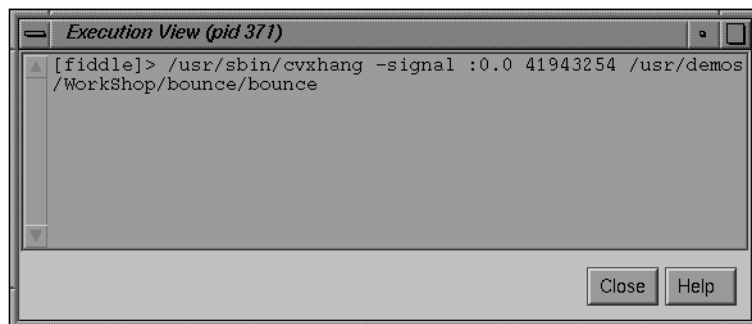 Execution View (pid 371)
[fiddle]> /usr/sbin/cvxhang -signal :0.0 41943254 /usr/demos
/WorkShop/bounce/bounce
Close Help